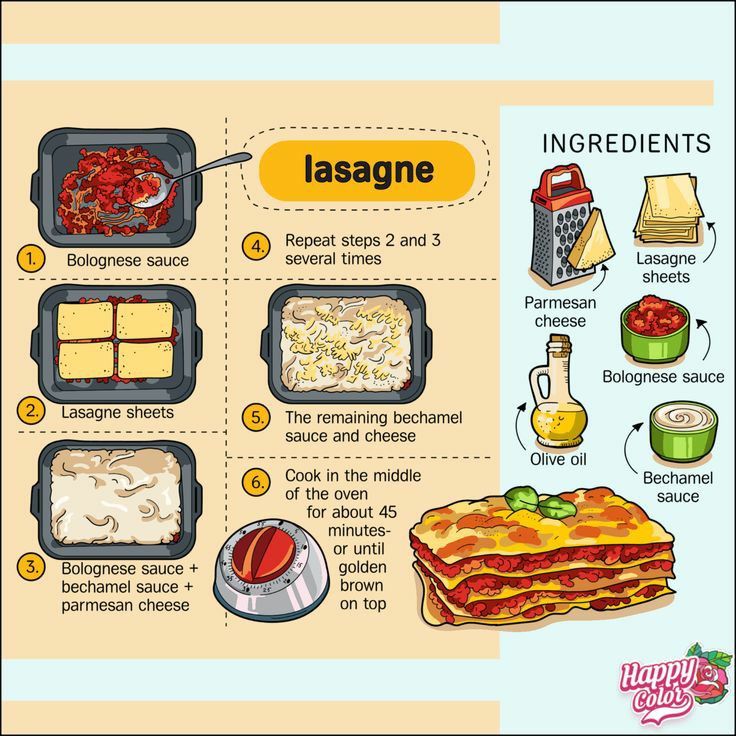 lasagne
1. Bolognese sauce
2. Lasagne sheets
3. Bolognese sauce +
bechamel sauce +
parmesan cheese
4. Repeat steps 2 and 3
several times
5. The remaining bechamel
sauce and cheese
6. Cook in the middle
of the oven
for about 45
minutes-
or until
golden
brown
on top
INGREDIENTS
Parmesan
cheese
Lasagne
sheets
Bolognese sauce
Olive oil
Bechamel
sauce
Happy
Color